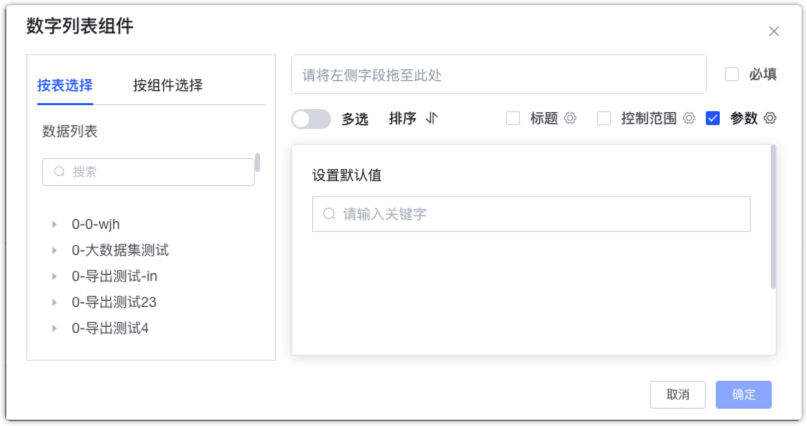 数字列表组件
按表选择 按组件选择
数据列表
搜索
0-0-wjh
0-大数据集测试
0-导出测试-in
0-导出测试23
0-导出测试4
请将左侧字段拖至此处 必填
多选 排序 标题 控制范围 参数
设置默认值
请输入关键字
取消 确定